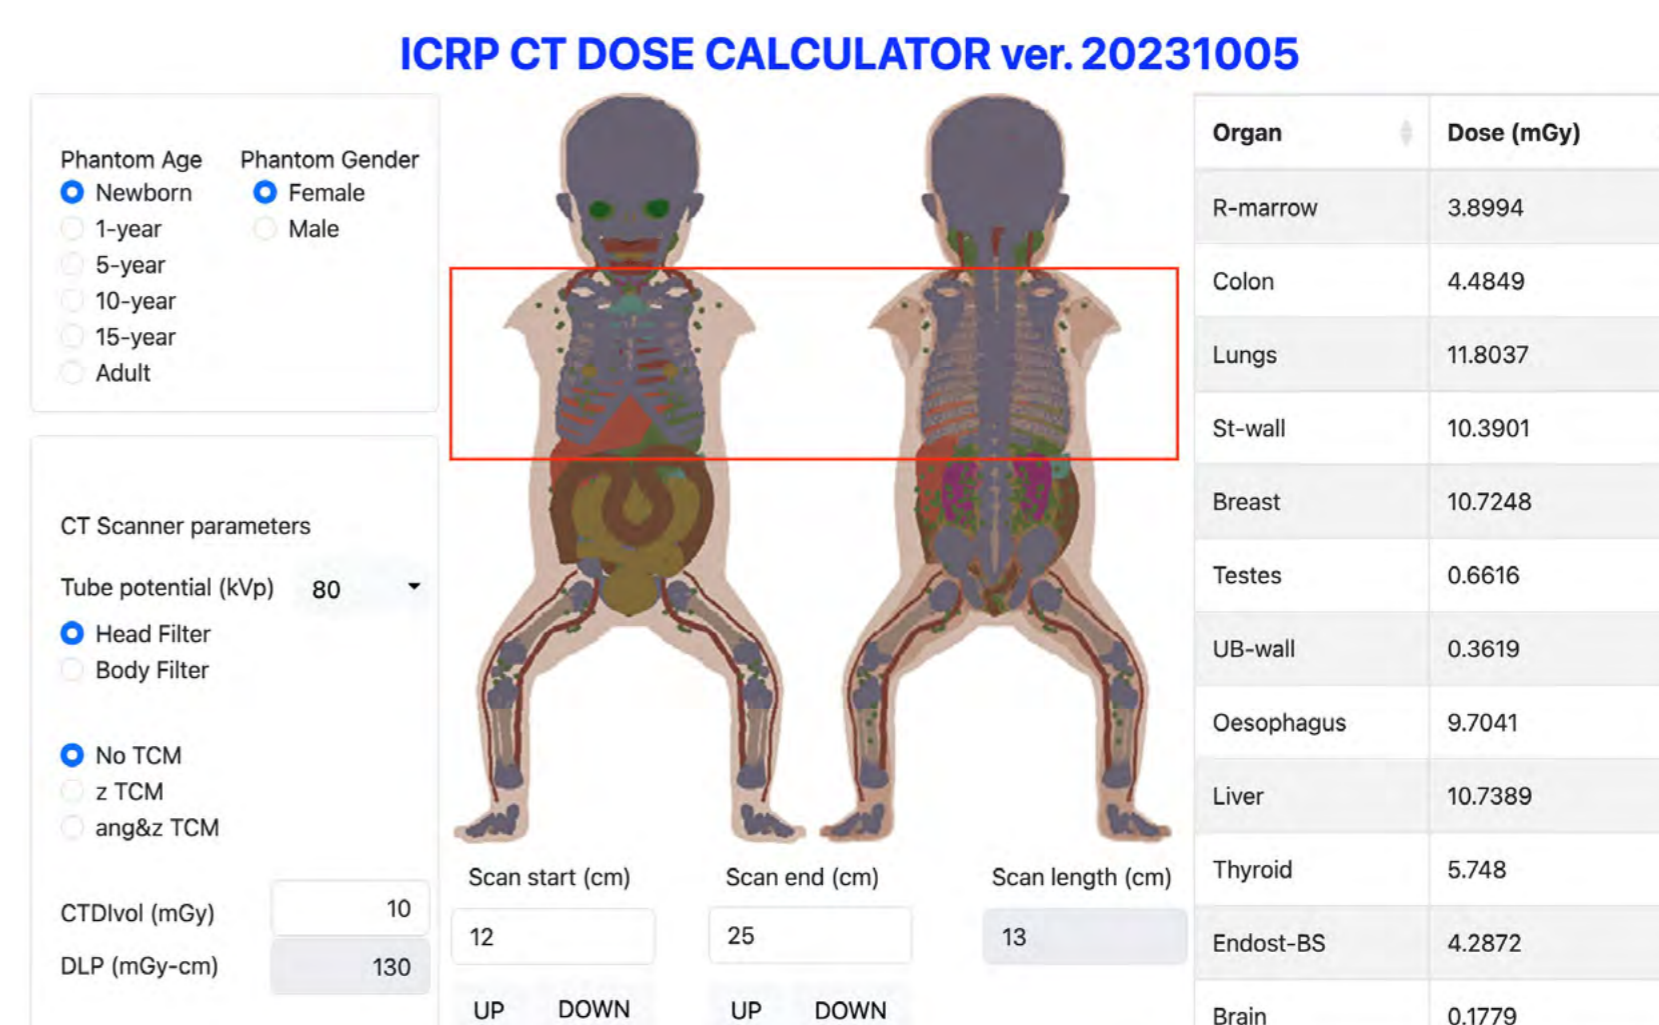 ICRP CT DOSE CALCULATOR ver. 20231005
Phantom Age
Newborn
1-year
5-year
10-year
15-year
Adult
Phantom Gender
Female
Male
CT Scanner parameters
Tube potential (kVp) 80
Head Filter
Body Filter
No TCM
z TCM
ang&z TCM
CTDIvol (mGy) 10
DLP (mGy-cm) 130
Scan start (cm)
12
UP DOWN
Scan end (cm)
25
UP DOWN
Scan length (cm)
13
Organ Dose (mGy)
R-marrow 3.8994
Colon 4.4849
Lungs 11.8037
St-wall 10.3901
Breast 10.7248
Testes 0.6616
UB-wall 0.3619
Oesophagus 9.7041
Liver 10.7389
Thyroid 5.748
Endost-BS 4.2872
Brain 0.1779